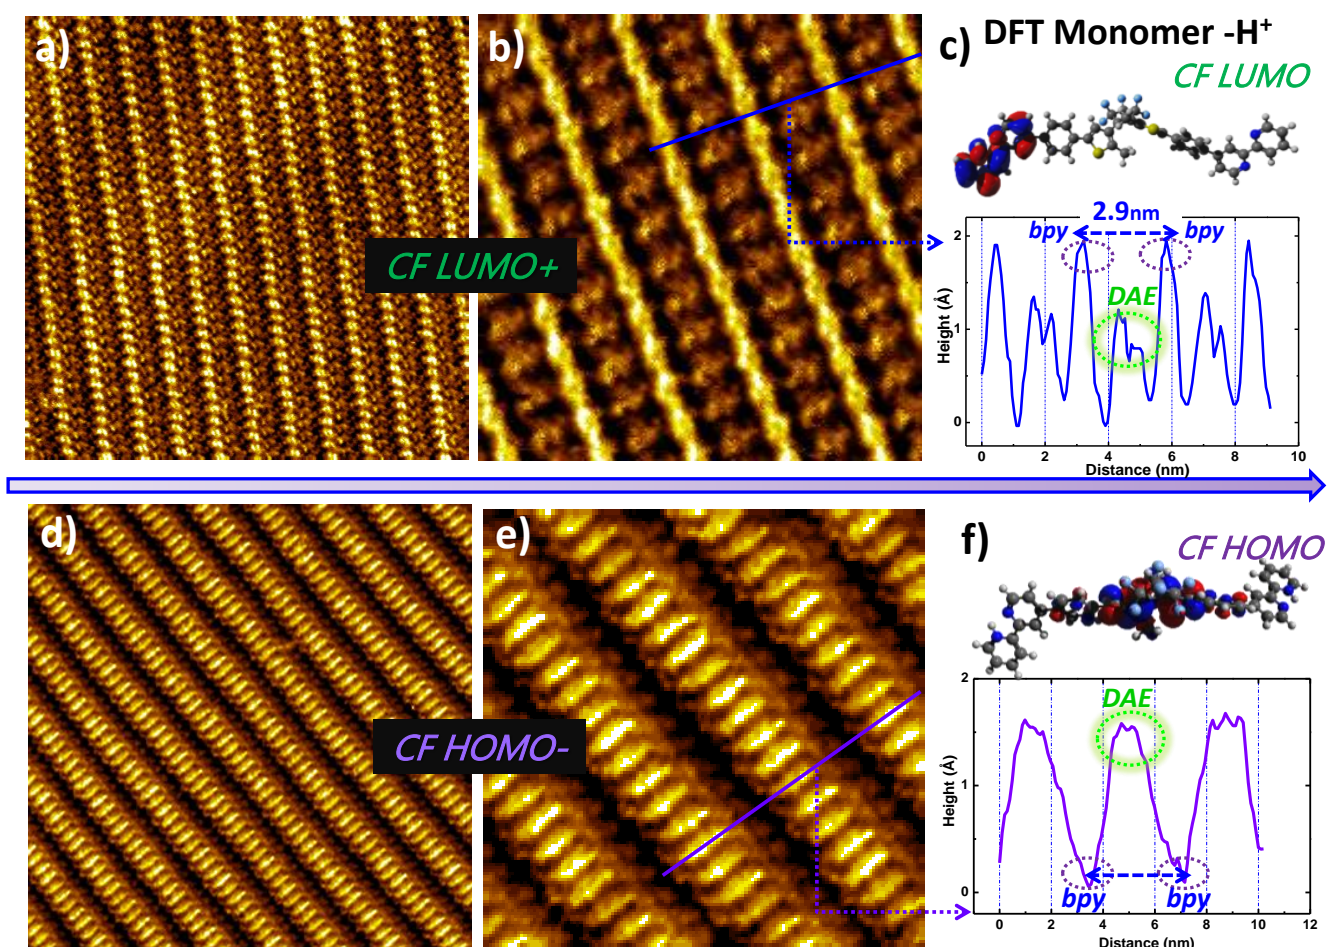 a)
b)
c) DFT Monomer -H⁺
CF LUMO
CF LUMO+
2.9nm
bpy
bpy
DAE
Height (Å)
2
1
0
0 2 4 6 8 10
Distance (nm)
d)
e)
f)
CF HOMO
CF HOMO-
DAE
Height (Å)
2
1
0
bpy
bpy
0 2 4 6 8 10 12
Distance (nm)